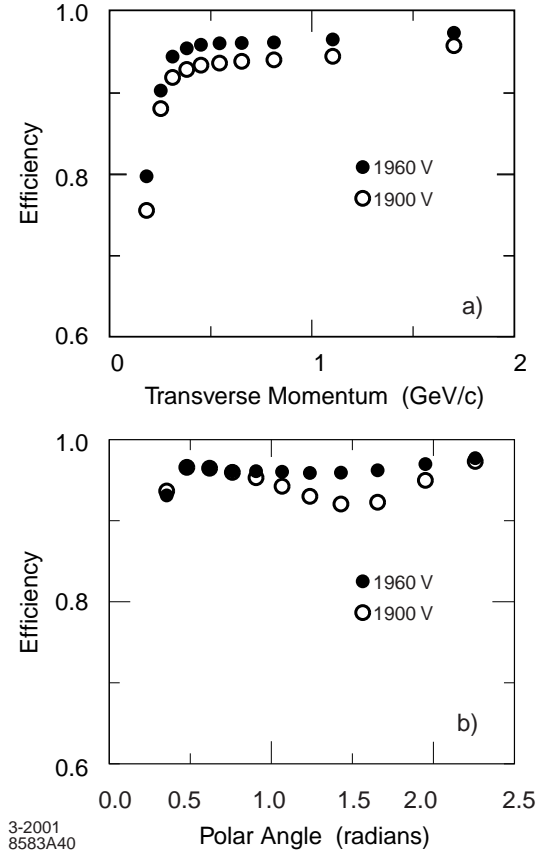 1.0
0.8
0.6
Efficiency
1960 V
1900 V
a)
0 1 2
Transverse Momentum (GeV/c)
1.0
0.8
0.6
Efficiency
1960 V
1900 V
b)
0.0 0.5 1.0 1.5 2.0 2.5
Polar Angle (radians)
3-2001
8583A40